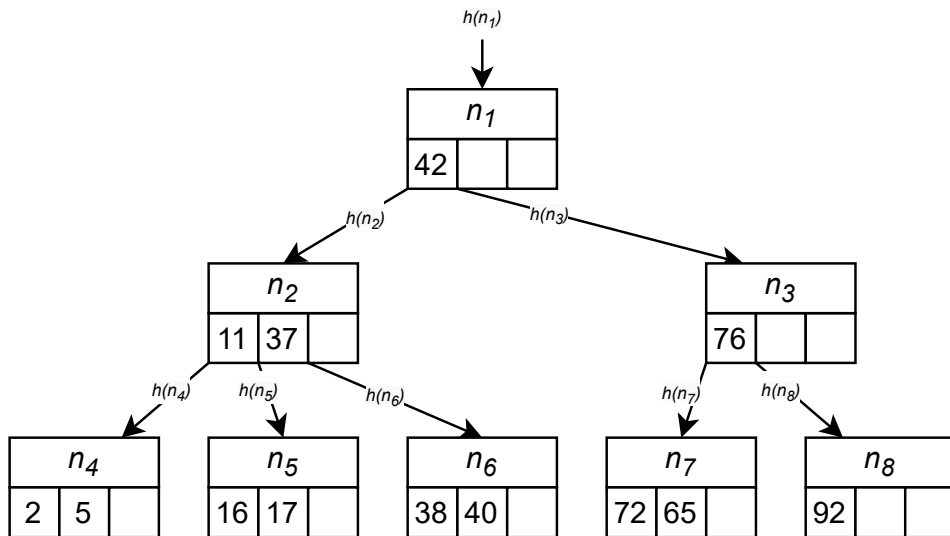 h(n₁)
n₁
42
h(n₂) h(n₃)
n₂ n₃
11 37 76
h(n₄) h(n₅) h(n₆) h(n₇) h(n₈)
n₄ n₅ n₆ n₇ n₈
2 5 16 17 38 40 72 65 92